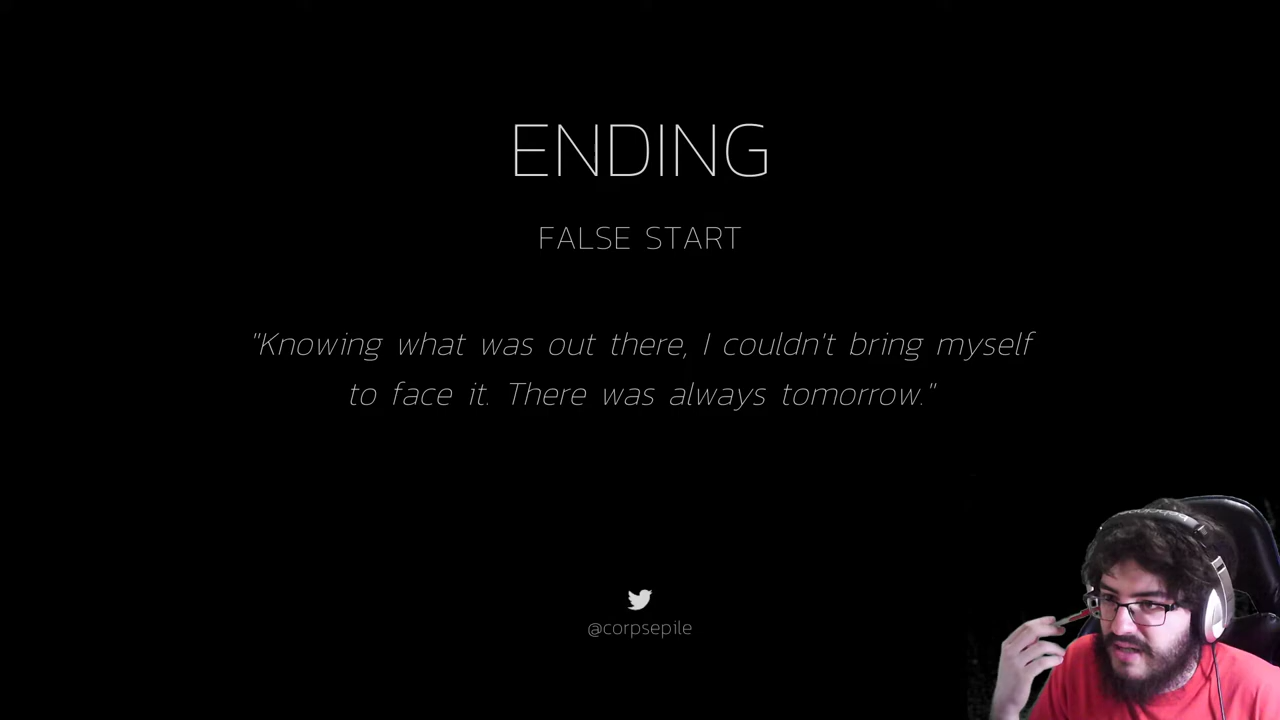 ENDING
FALSE START
"Knowing what was out there, I couldn't bring myself
to face it. There was always tomorrow."
@corpsepile